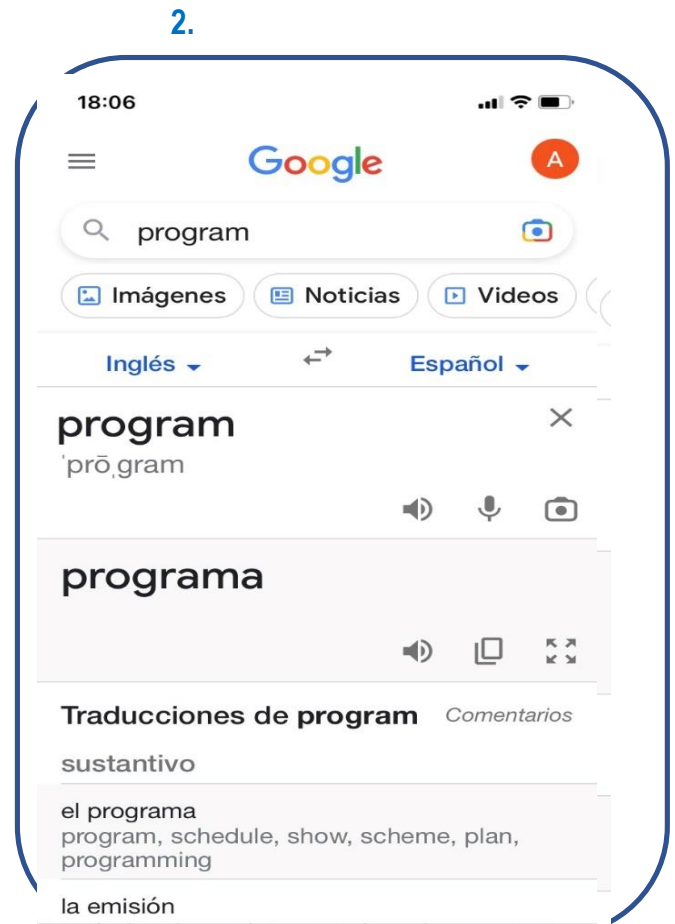 2.
18:06
Google
A
program
Imágenes Noticias Videos
Inglés Español
program
ˈprōˌgram
programa
Traducciones de program Comentarios
sustantivo
el programa
program, schedule, show, scheme, plan,
programming
la emisión